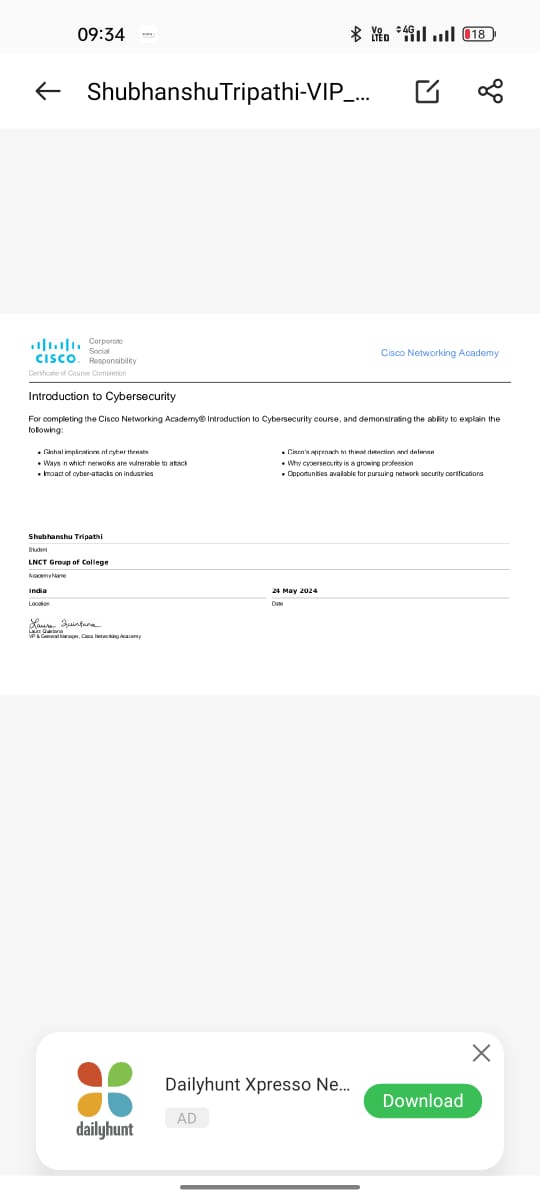 09:34
Vo
LTED
4G
18
ShubhanshuTripathi-VIP_...
CISCO
Corporate
Social
Responsibility
Cisco Networking Academy
Certificate of Course Completion
Introduction to Cybersecurity
For completing the Cisco Networking Academy® Introduction to Cybersecurity course, and demonstrating the ability to explain the
following:
• Global implications of cyber threats
• Ways in which networks are vulnerable to attack
• Impact of cyber-attacks on industries
• Cisco's approach to threat detection and defense
• Why cybersecurity is a growing profession
• Opportunities available for pursuing network security certifications
Shubhanshu Tripathi
Student
LNCT Group of College
Academy Name
India
Location
24 May 2024
Date
Laura Quintana
Laura Quintana
VP & General Manager, Cisco Networking Academy
Dailyhunt Xpresso Ne...
AD
Download
dailyhunt